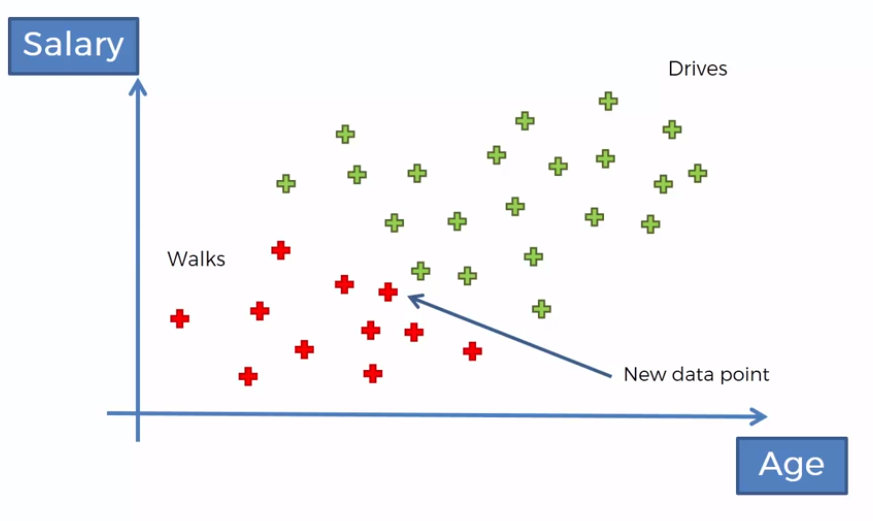 Salary
Drives
Walks
New data point
Age